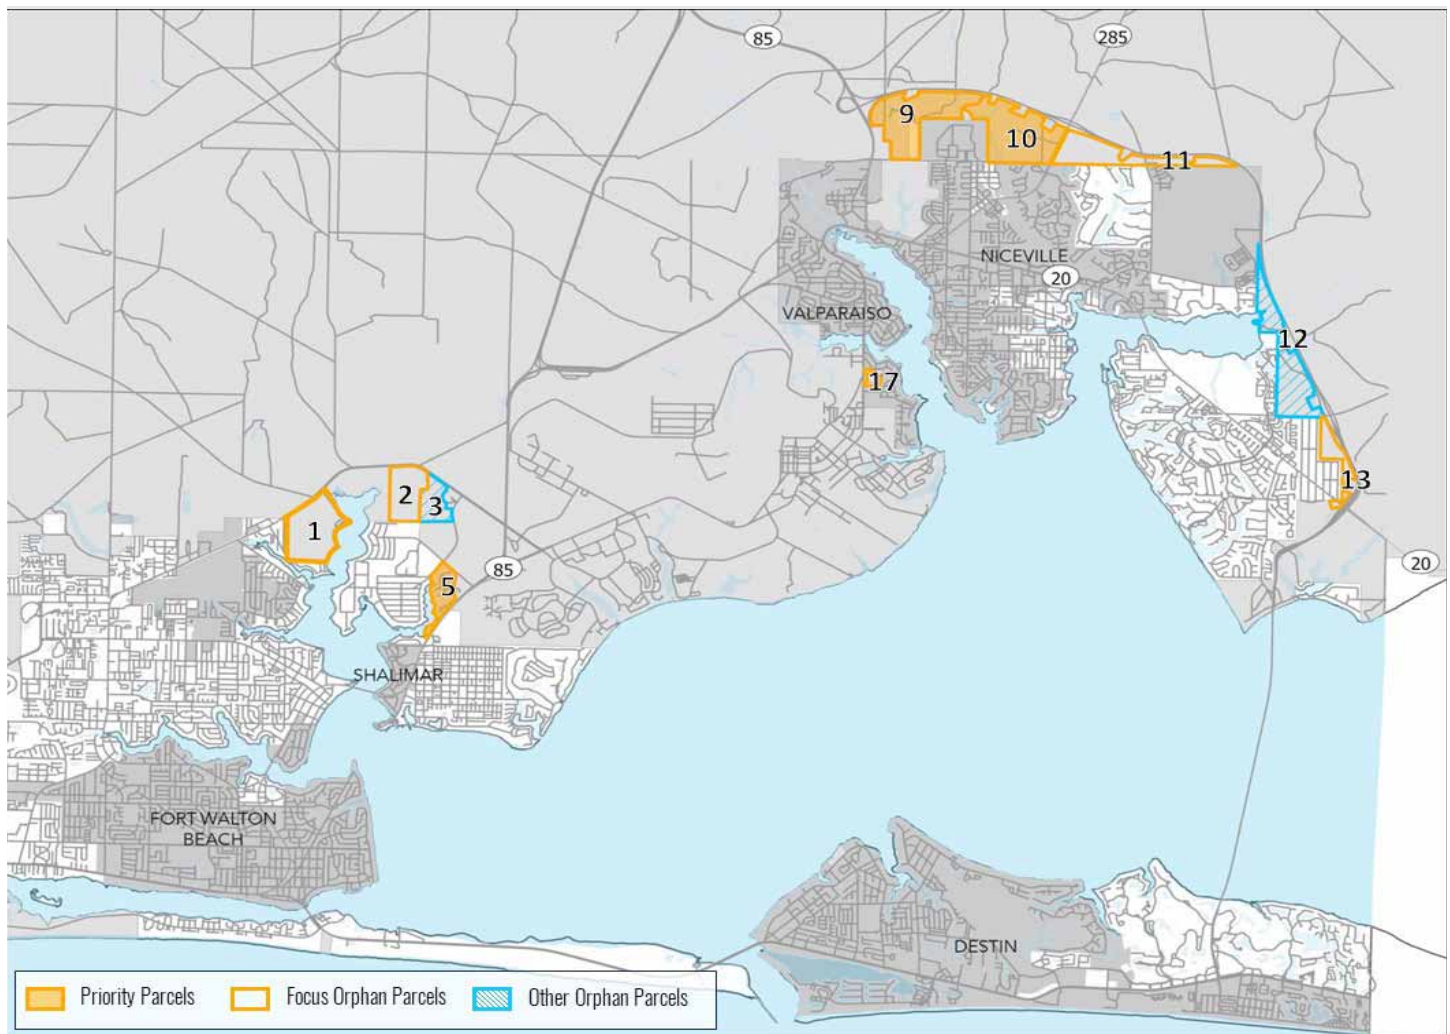 85
285
9
10
11
NICEVILLE
20
VALPARAISO
12
17
13
2
3
1
85
20
5
SHALIMAR
FORT WALTON
BEACH
DESTIN
Priority Parcels
Focus Orphan Parcels
Other Orphan Parcels